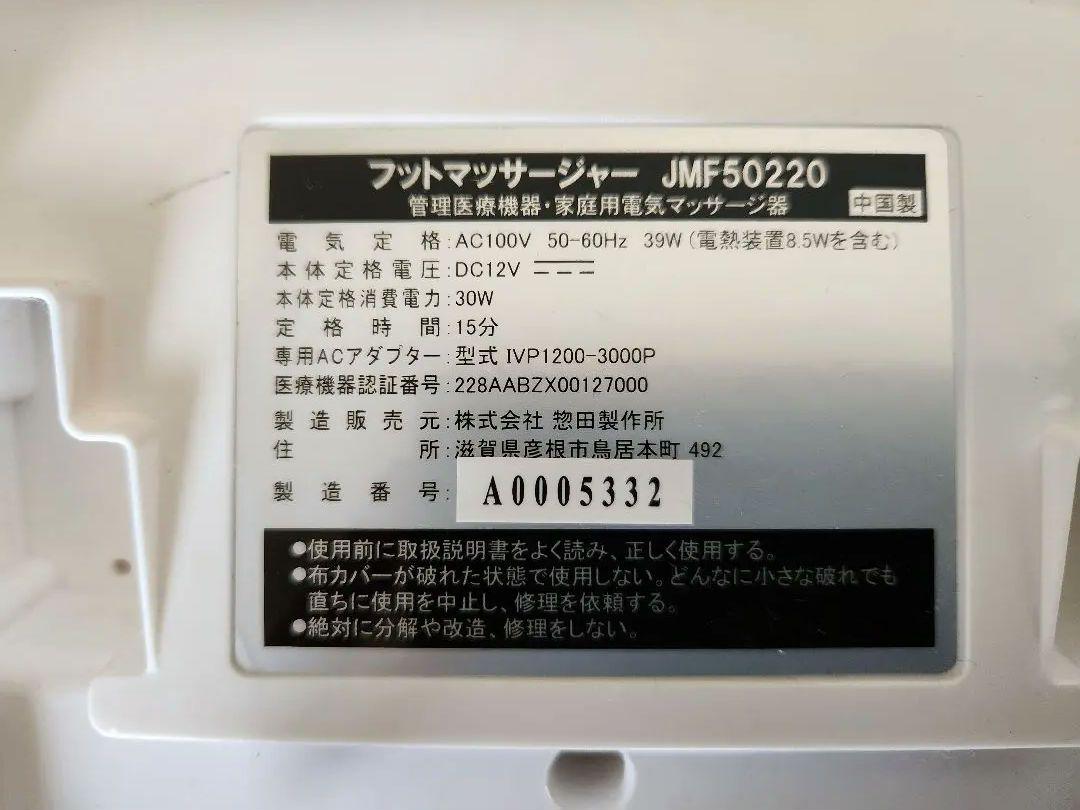 フットマッサージャー JMF50220
管理医療機器・家庭用電気マッサージ器 中国製
電気定格:AC100V 50-60Hz 39W(電熱装置8.5Wを含む)
本体定格電圧:DC12V
本体定格消費電力:30W
定格時間:15分
専用ACアダプター:型式 IVP1200-3000P
医療機器認証番号:228AABZX00127000
製造販売元:株式会社 惣田製作所
住所:滋賀県彦根市鳥居本町 492
製造番号:A0005332
●使用前に取扱説明書をよく読み、正しく使用する。
●布カバーが破れた状態で使用しない。どんなに小さな破れでも
直ちに使用を中止し、修理を依頼する。
●絶対に分解や改造、修理をしない。